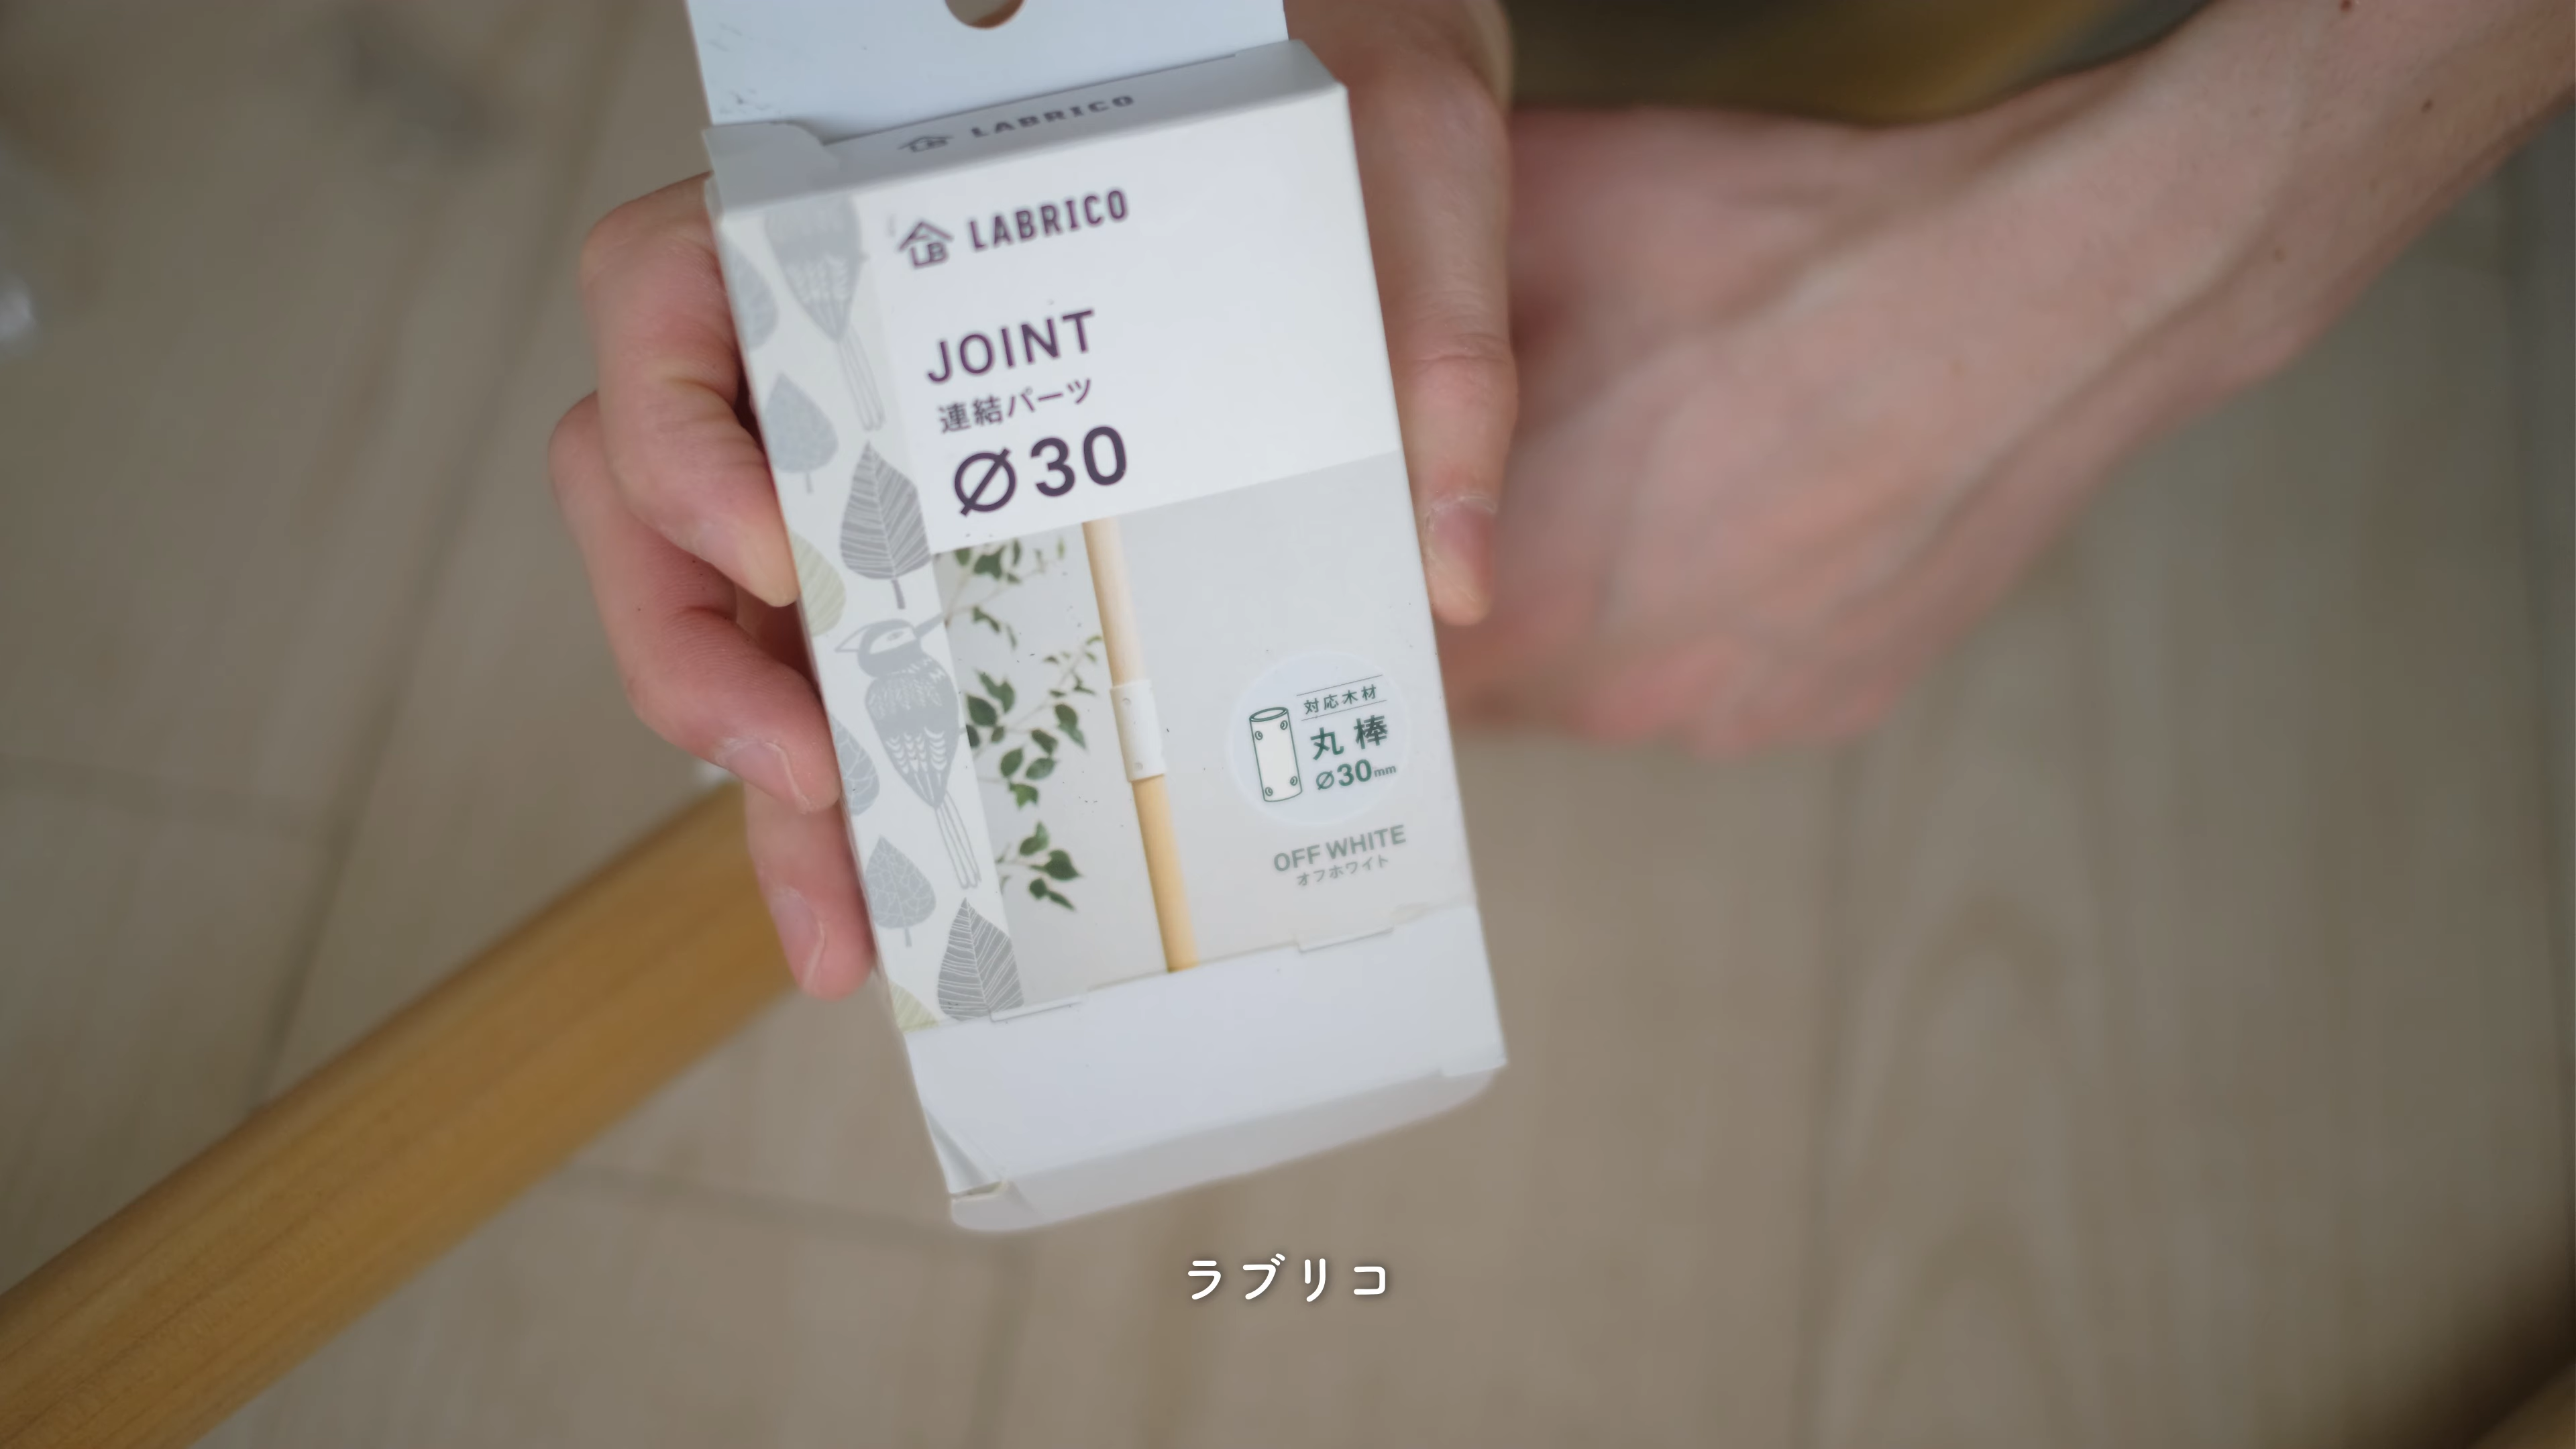 LABRICO
LABRICO
JOINT
連結パーツ
Ø30
対応木材
丸棒
Ø30mm
OFF WHITE
オフホワイト
ラブリコ